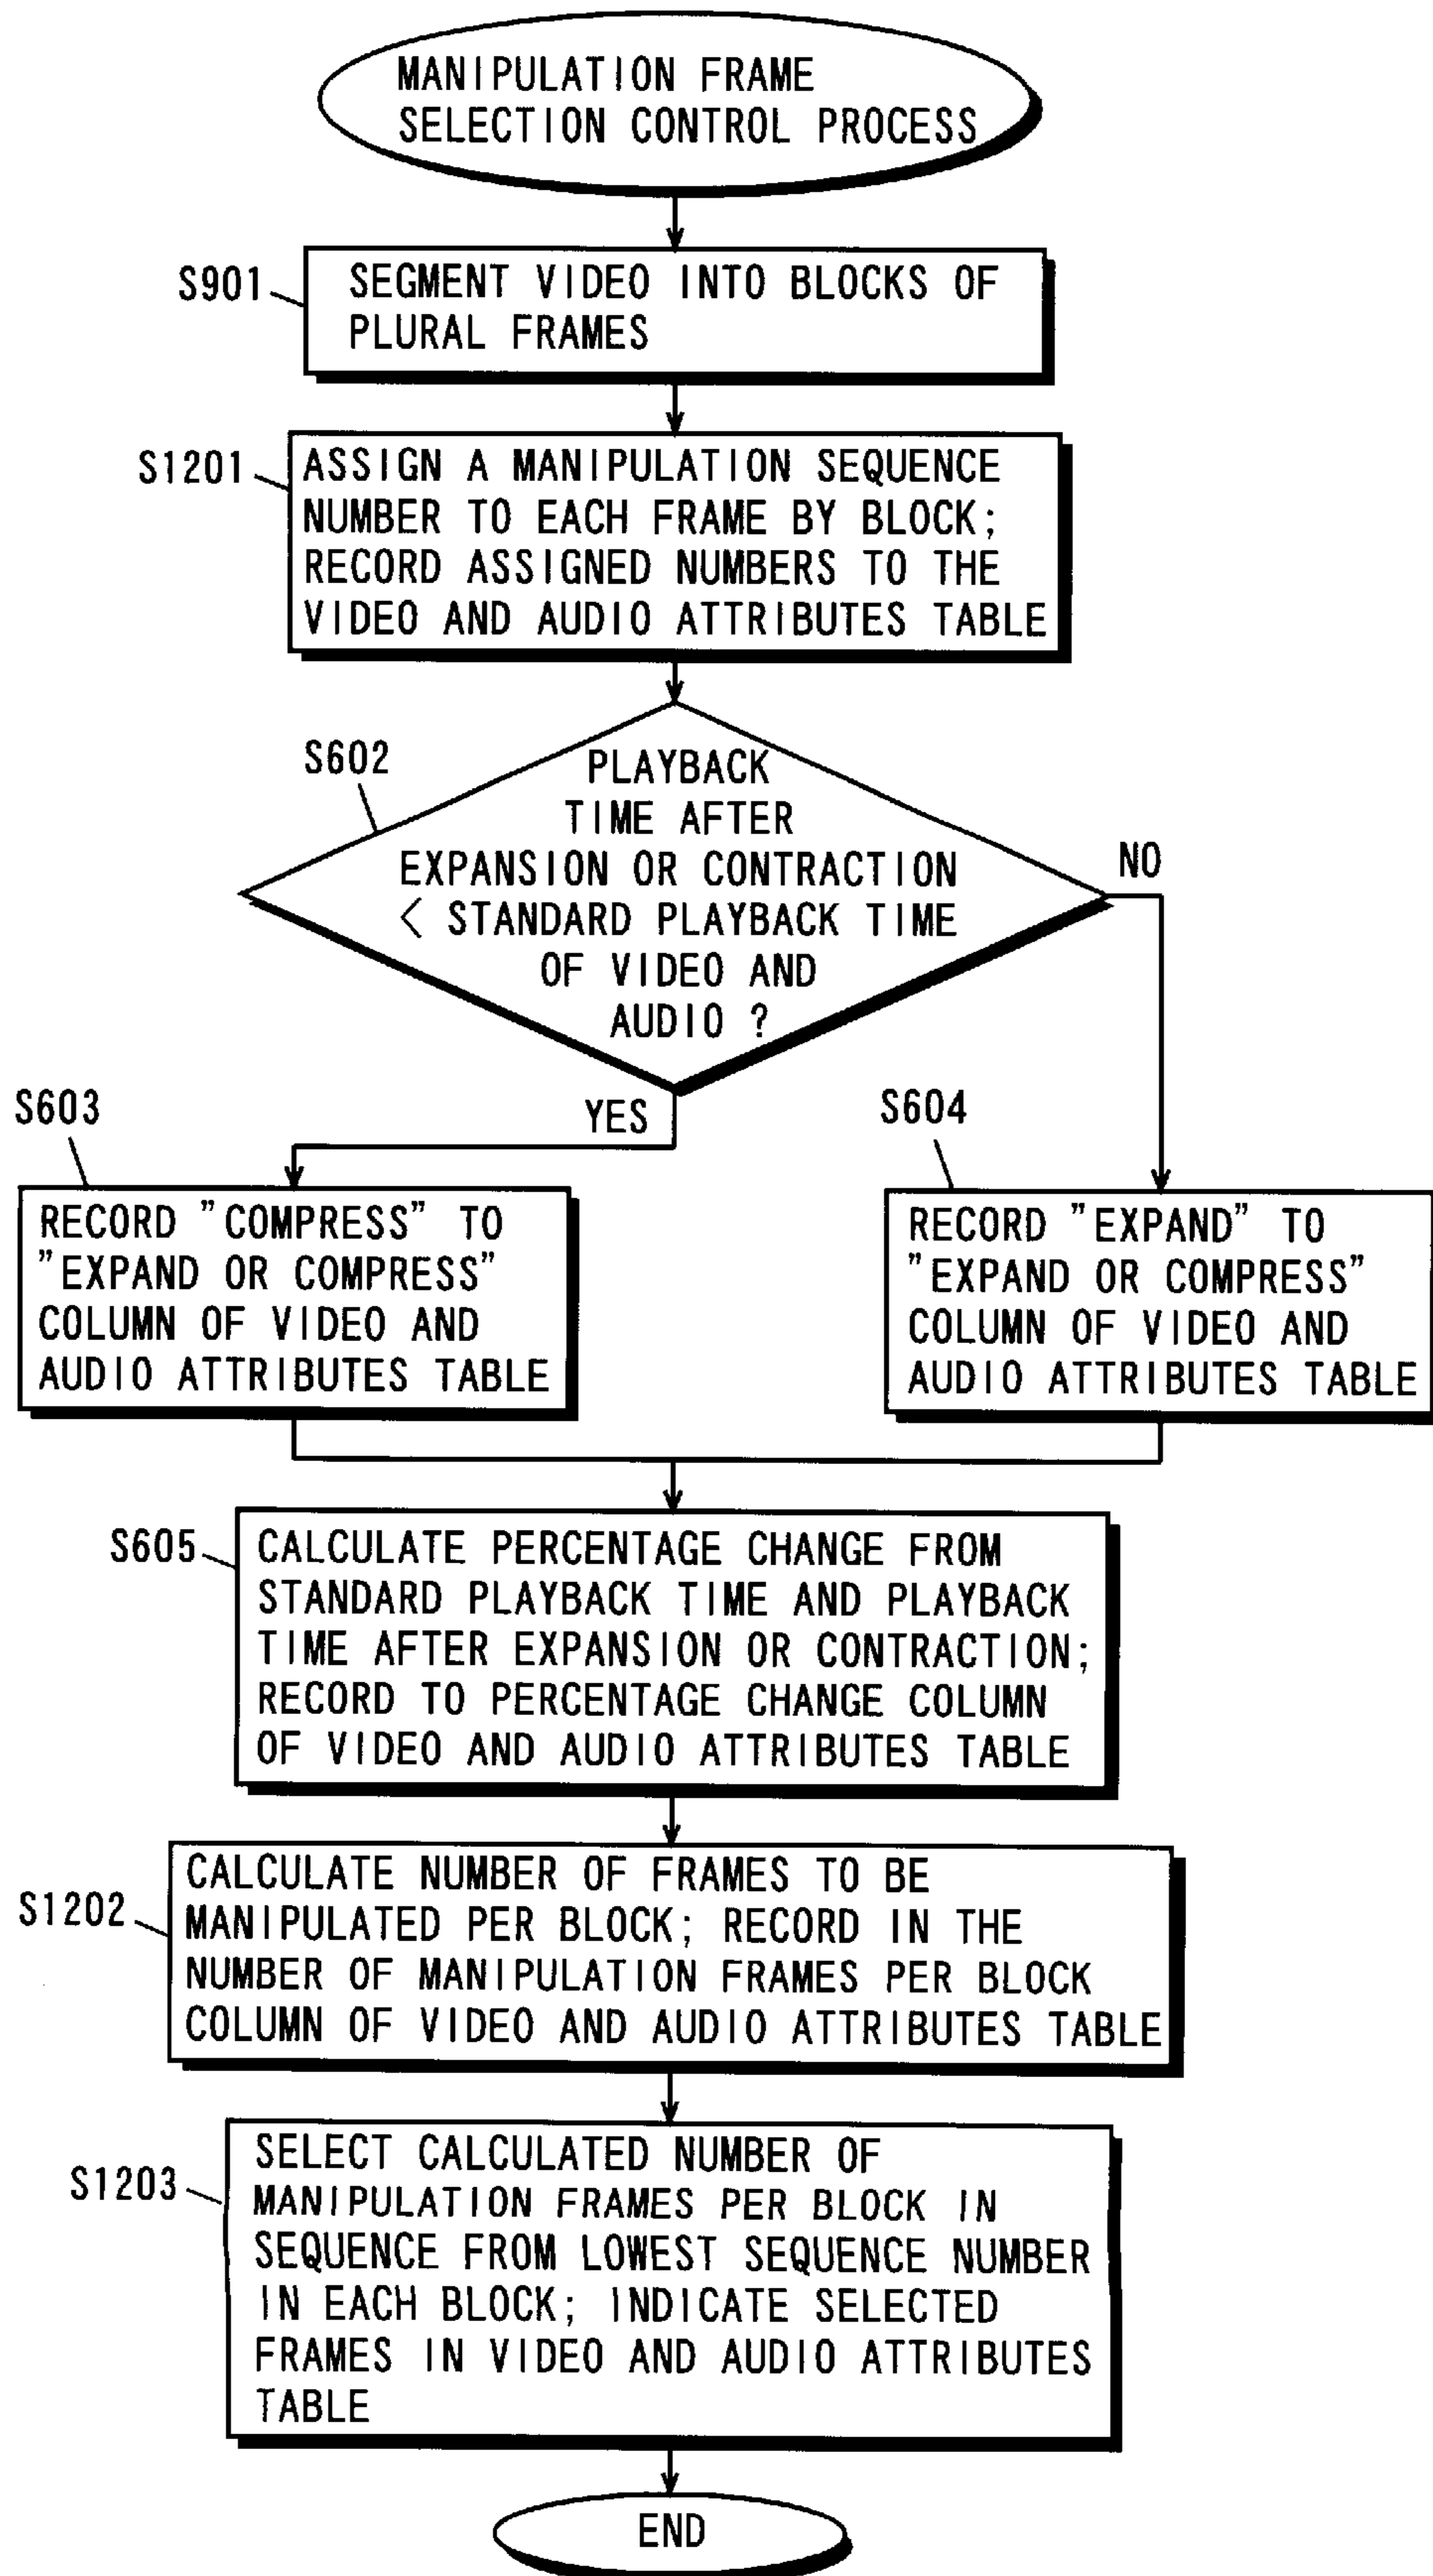 MANIPULATION FRAME
SELECTION CONTROL PROCESS
S901
SEGMENT VIDEO INTO BLOCKS OF
PLURAL FRAMES
S1201
ASSIGN A MANIPULATION SEQUENCE
NUMBER TO EACH FRAME BY BLOCK;
RECORD ASSIGNED NUMBERS TO THE
VIDEO AND AUDIO ATTRIBUTES TABLE
S602
PLAYBACK
TIME AFTER
EXPANSION OR CONTRACTION
< STANDARD PLAYBACK TIME
OF VIDEO AND
AUDIO ?
NO
YES
S603
RECORD "COMPRESS" TO
"EXPAND OR COMPRESS"
COLUMN OF VIDEO AND
AUDIO ATTRIBUTES TABLE
S604
RECORD "EXPAND" TO
"EXPAND OR COMPRESS"
COLUMN OF VIDEO AND
AUDIO ATTRIBUTES TABLE
S605
CALCULATE PERCENTAGE CHANGE FROM
STANDARD PLAYBACK TIME AND PLAYBACK
TIME AFTER EXPANSION OR CONTRACTION;
RECORD TO PERCENTAGE CHANGE COLUMN
OF VIDEO AND AUDIO ATTRIBUTES TABLE
S1202
CALCULATE NUMBER OF FRAMES TO BE
MANIPULATED PER BLOCK; RECORD IN THE
NUMBER OF MANIPULATION FRAMES PER BLOCK
COLUMN OF VIDEO AND AUDIO ATTRIBUTES TABLE
S1203
SELECT CALCULATED NUMBER OF
MANIPULATION FRAMES PER BLOCK IN
SEQUENCE FROM LOWEST SEQUENCE NUMBER
IN EACH BLOCK; INDICATE SELECTED
FRAMES IN VIDEO AND AUDIO ATTRIBUTES
TABLE
END